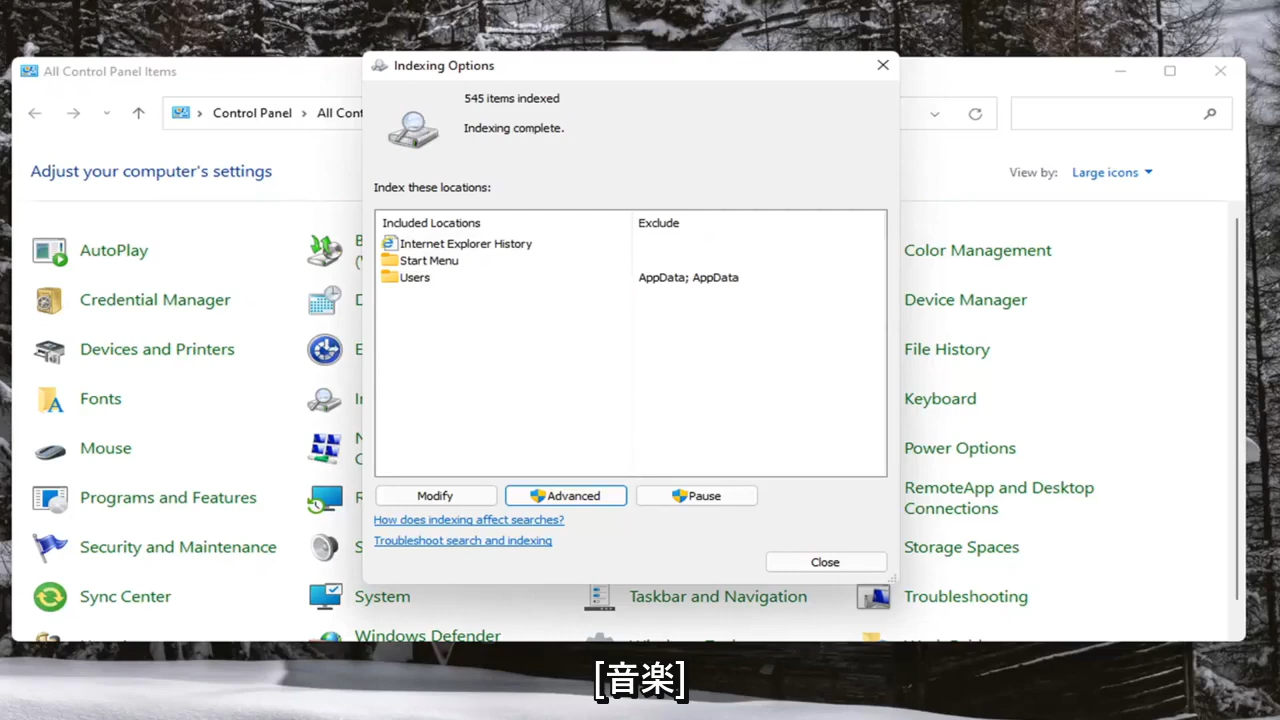 All Control Panel Items
Indexing Options
545 items indexed
Indexing complete.
Control Panel
All Cont
Adjust your computer's settings
View by:
Large icons
Index these locations:
Included Locations
Exclude
Internet Explorer History
Start Menu
Users
AppData; AppData
Modify
Advanced
Pause
How does indexing affect searches?
Troubleshoot search and indexing
Close
AutoPlay
Color Management
Credential Manager
Device Manager
Devices and Printers
File History
Fonts
Keyboard
Mouse
Power Options
Programs and Features
RemoteApp and Desktop
Connections
Security and Maintenance
Storage Spaces
Sync Center
System
Taskbar and Navigation
Troubleshooting
Windows Defender
[音楽]